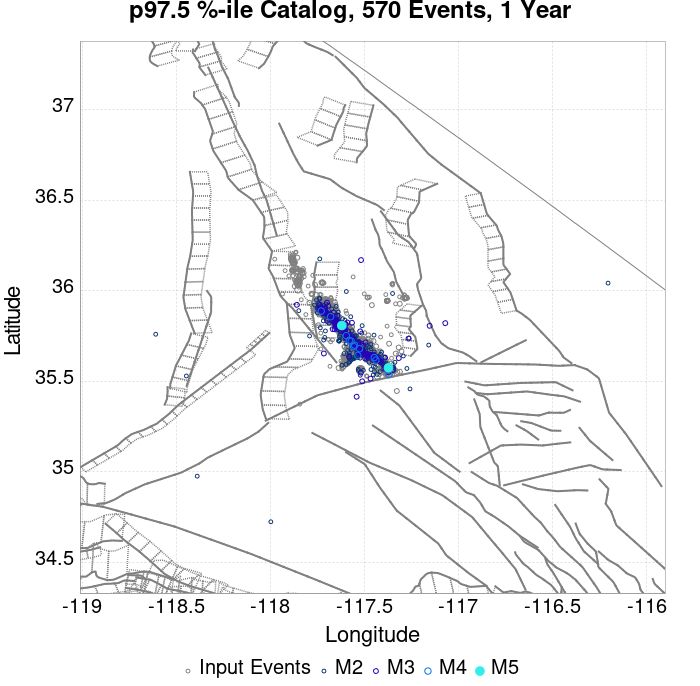 p97.5 %-ile Catalog, 570 Events, 1 Year
37
36.5
36
35.5
35
34.5
Latitude
-119 -118.5 -118 -117.5 -117 -116.5 -116
Longitude
Input Events M2 M3 M4 M5